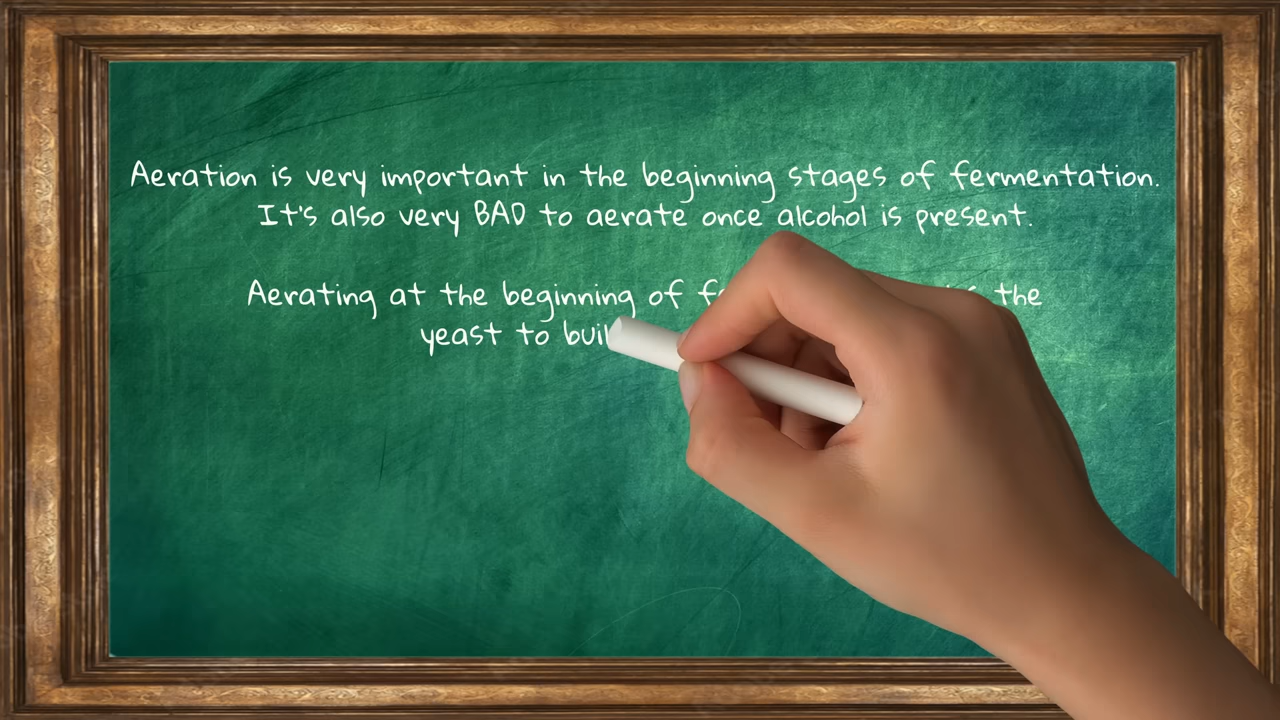 Aeration is very important in the beginning stages of fermentation.
It's also very BAD to aerate once alcohol is present.
Aerating at the beginning of the
yeast to